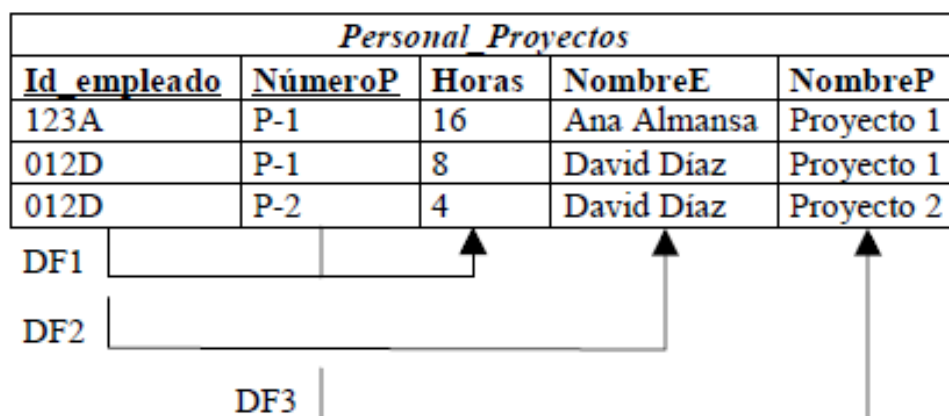 Personal_Proyectos
Id_empleado NúmeroP Horas NombreE NombreP
123A P-1 16 Ana Almansa Proyecto 1
012D P-1 8 David Díaz Proyecto 1
012D P-2 4 David Díaz Proyecto 2
DF1
DF2
DF3